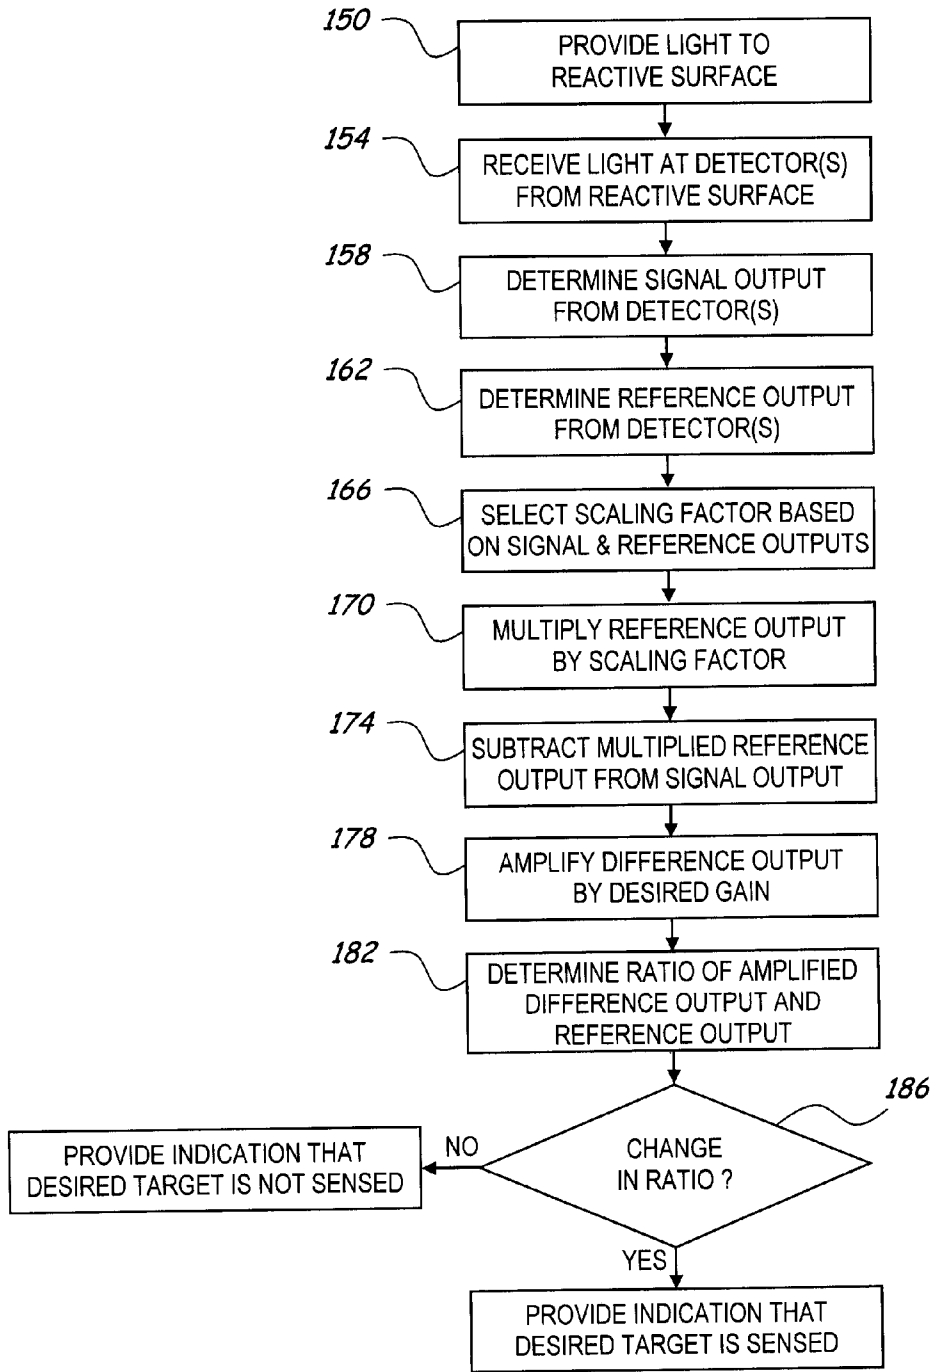 150
PROVIDE LIGHT TO
REACTIVE SURFACE
154
RECEIVE LIGHT AT DETECTOR(S)
FROM REACTIVE SURFACE
158
DETERMINE SIGNAL OUTPUT
FROM DETECTOR(S)
162
DETERMINE REFERENCE OUTPUT
FROM DETECTOR(S)
166
SELECT SCALING FACTOR BASED
ON SIGNAL & REFERENCE OUTPUTS
170
MULTIPLY REFERENCE OUTPUT
BY SCALING FACTOR
174
SUBTRACT MULTIPLIED REFERENCE
OUTPUT FROM SIGNAL OUTPUT
178
AMPLIFY DIFFERENCE OUTPUT
BY DESIRED GAIN
182
DETERMINE RATIO OF AMPLIFIED
DIFFERENCE OUTPUT AND
REFERENCE OUTPUT
186
CHANGE
IN RATIO ?
NO
PROVIDE INDICATION THAT
DESIRED TARGET IS NOT SENSED
YES
PROVIDE INDICATION THAT
DESIRED TARGET IS SENSED